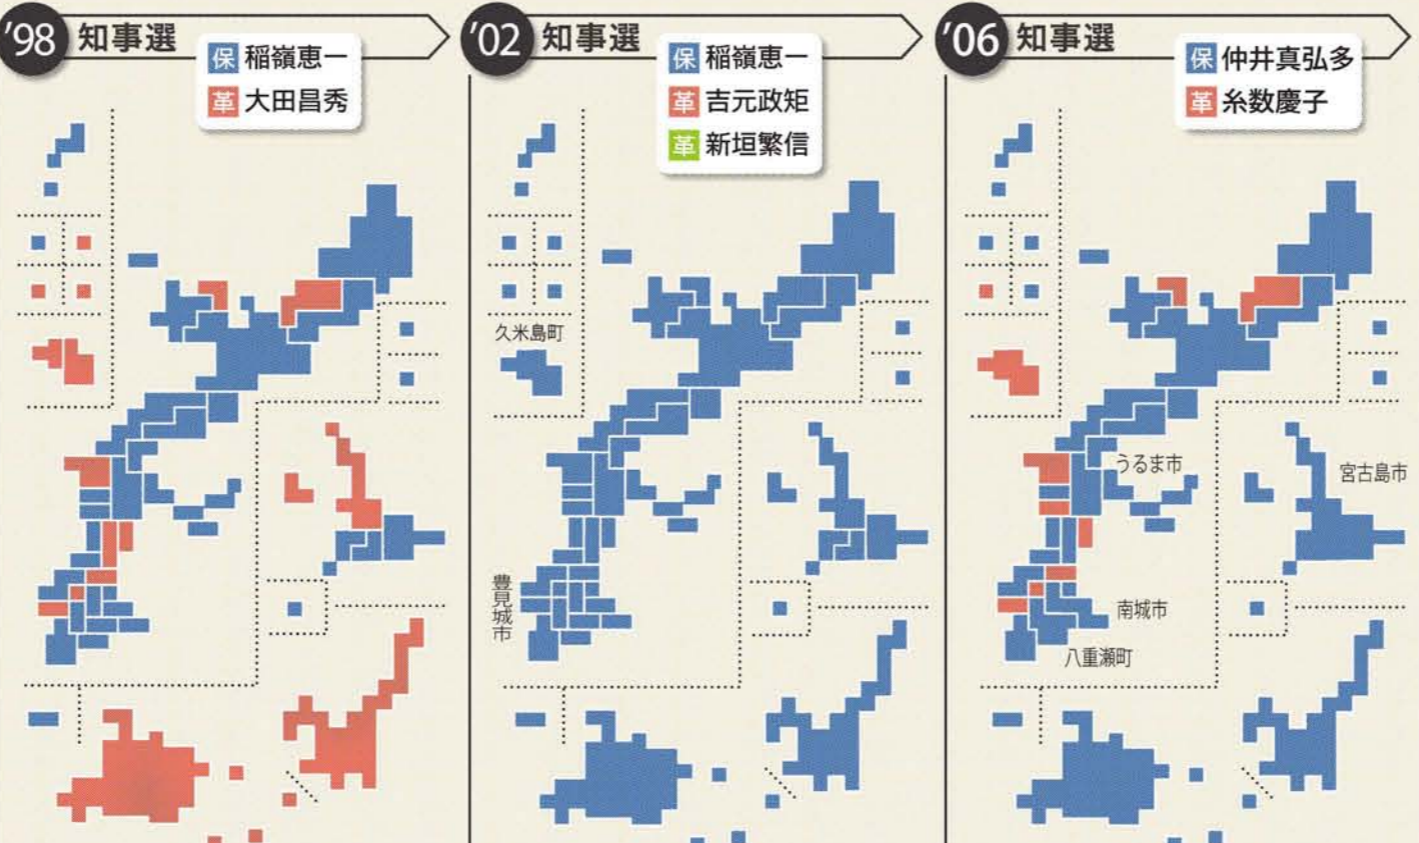 '98 知事選
保 稲嶺恵一
革 大田昌秀
'02 知事選
保 稲嶺恵一
革 吉元政矩
革 新垣繁信
久米島町
豊見城市
'06 知事選
保 仲井真弘多
革 糸数慶子
うるま市
宮古島市
南城市
八重瀬町